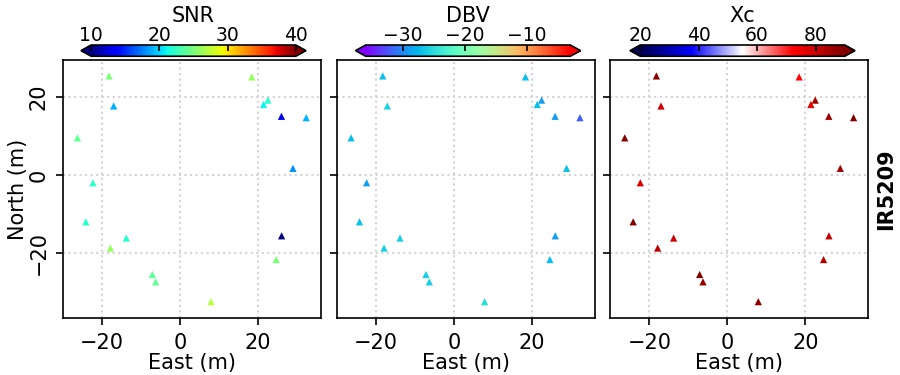 SNR DBV Xc
10 20 30 40 −30 −20 −10 20 40 60 80
20
0
−20
North (m)
IR5209
−20 0 20 −20 0 20 −20 0 20
East (m) East (m) East (m)